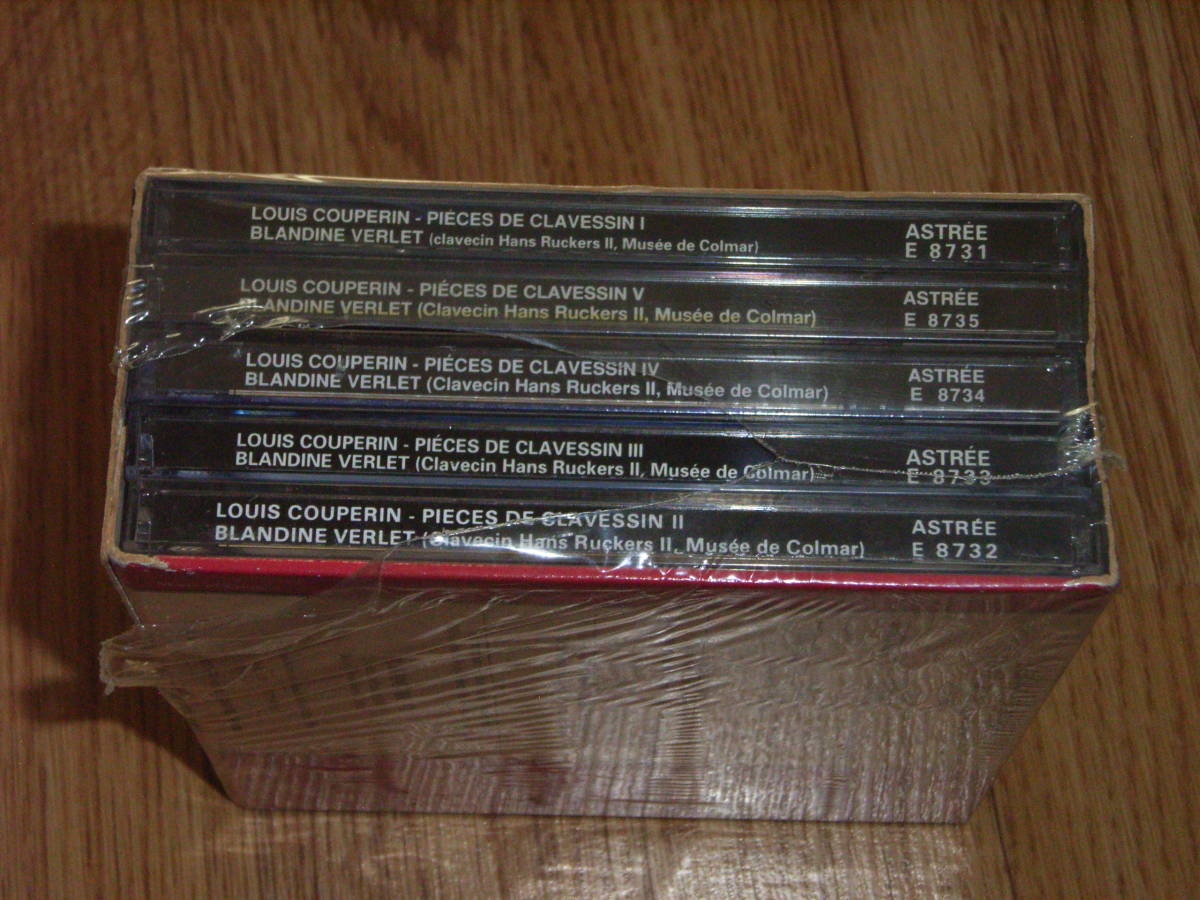 LOUIS COUPERIN - PIÉCES DE CLAVESSIN I
BLANDINE VERLET (clavecin Hans Ruckers II, Musée de Colmar)
ASTRÉE
E 8731
LOUIS COUPERIN - PIÉCES DE CLAVESSIN V
BLANDINE VERLET (Clavecin Hans Ruckers II, Musée de Colmar)
ASTRÉE
E 8735
LOUIS COUPERIN - PIÉCES DE CLAVESSIN IV
BLANDINE VERLET (Clavecin Hans Ruckers II, Musée de Colmar)
ASTRÉE
E 8734
LOUIS COUPERIN - PIÉCES DE CLAVESSIN III
BLANDINE VERLET (Clavecin Hans Ruckers II, Musée de Colmar)
ASTRÉE
E 8733
LOUIS COUPERIN - PIECES DE CLAVESSIN II
BLANDINE VERLET (Clavecin Hans Ruckers II, Musée de Colmar)
ASTRÉE
E 8732